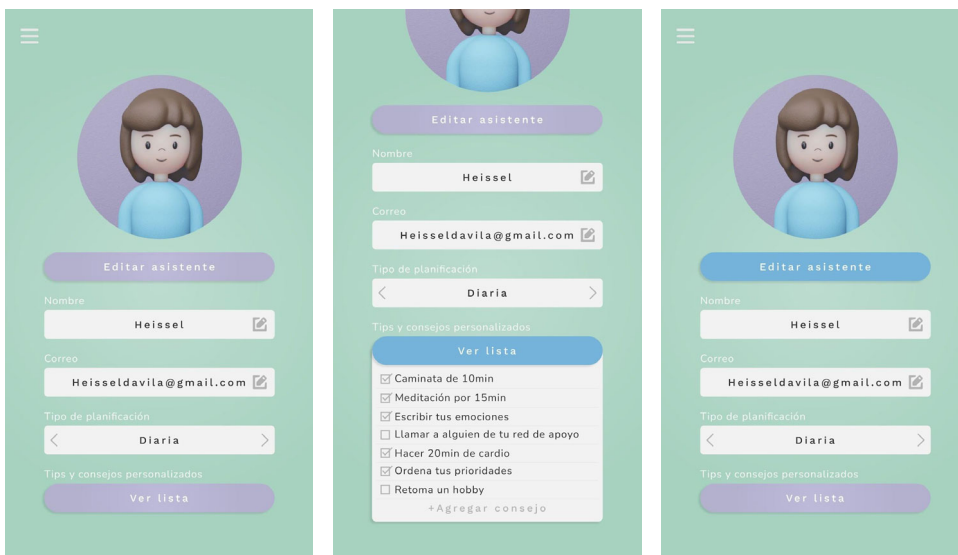 Editar asistente
Nombre
Heissel
Correo
Heisseldavila@gmail.com
Tipo de planificación
Diaria
Tips y consejos personalizados
Ver lista
Editar asistente
Nombre
Heissel
Correo
Heisseldavila@gmail.com
Tipo de planificación
Diaria
Tips y consejos personalizados
Ver lista
Caminata de 10min
Meditación por 15min
Escribir tus emociones
Llamar a alguien de tu red de apoyo
Hacer 20min de cardio
Ordena tus prioridades
Retoma un hobby
+Agregar consejo
Editar asistente
Nombre
Heissel
Correo
Heisseldavila@gmail.com
Tipo de planificación
Diaria
Tips y consejos personalizados
Ver lista